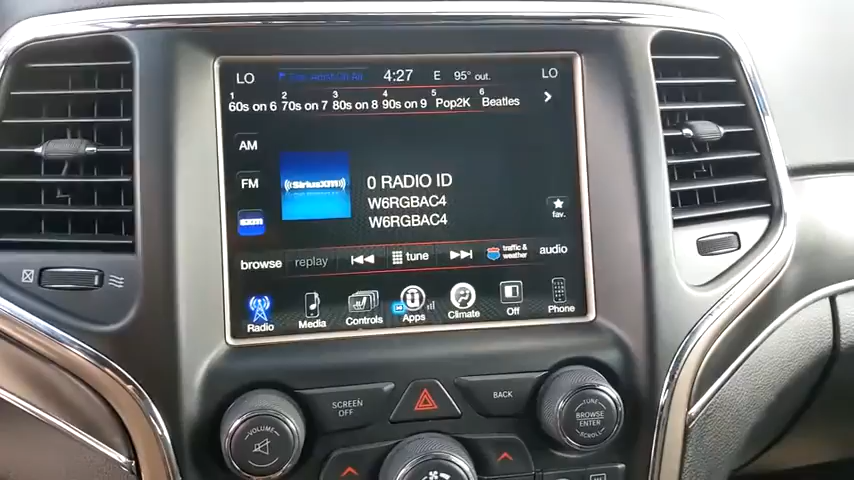 LO 4:27 E 95° out. LO
1 2 3 4 5 6
60s on 6 70s on 7 80s on 8 90s on 9 Pop2K Beatles
AM
FM
sxm
SiriusXM
0 RADIO ID
W6RGBAC4
W6RGBAC4
fav.
browse replay tune traffic & weather audio
Radio Media Controls Apps Climate Off Phone
SCREEN OFF
BACK
VOLUME
TUNE
BROWSE
ENTER
SCROLL